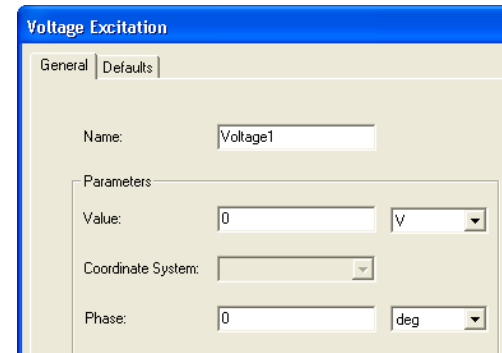 Voltage Excitation
General Defaults
Name: Voltage1
Parameters
Value: 0 V
Coordinate System:
Phase: 0 deg